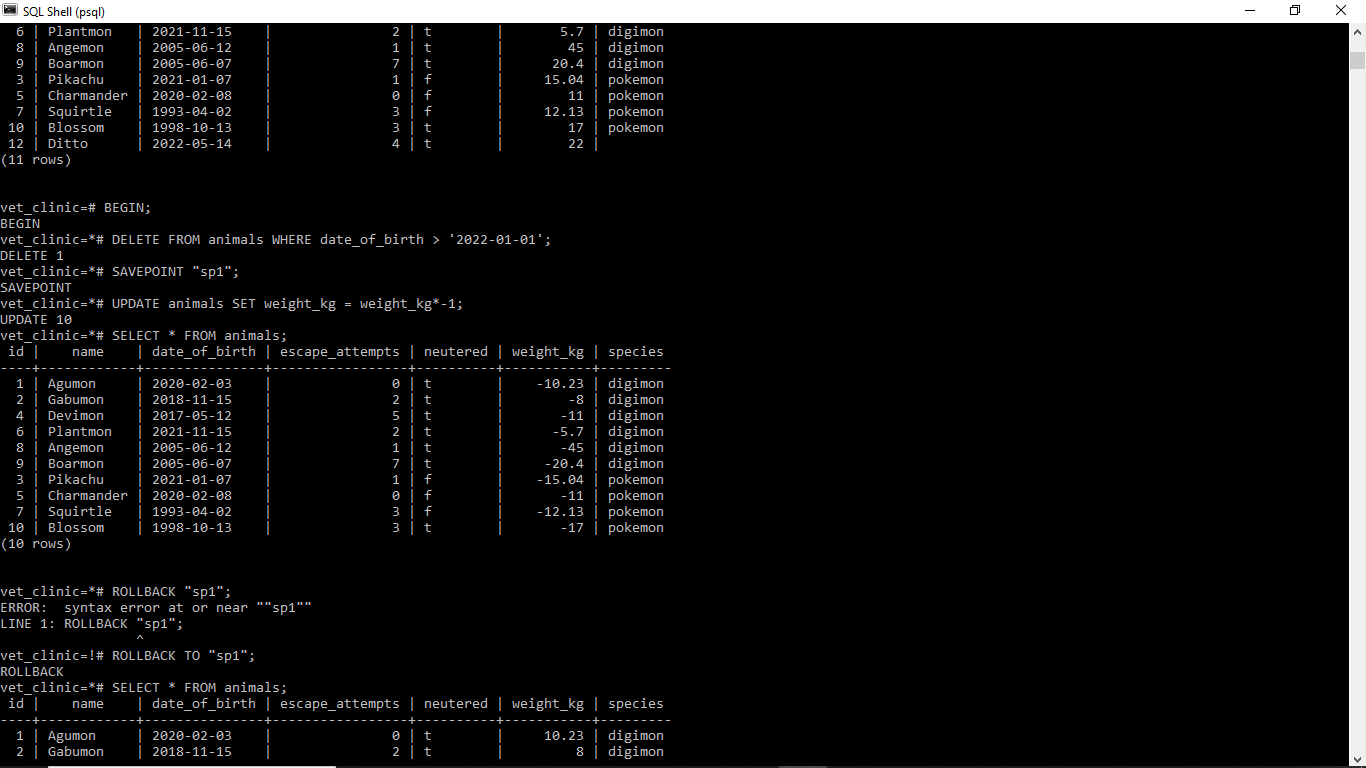 SQL Shell (psql)
  6 | Plantmon   | 2021-11-15    |               2 | t        |       5.7 | digimon
  8 | Angemon    | 2005-06-12    |               1 | t        |        45 | digimon
  9 | Boarmon    | 2005-06-07    |               7 | t        |      20.4 | digimon
  3 | Pikachu    | 2021-01-07    |               1 | f        |     15.04 | pokemon
  5 | Charmander | 2020-02-08    |               0 | f        |        11 | pokemon
  7 | Squirtle   | 1993-04-02    |               3 | f        |     12.13 | pokemon
 10 | Blossom    | 1998-10-13    |               3 | t        |        17 | pokemon
 12 | Ditto      | 2022-05-14    |               4 | t        |        22 |
(11 rows)
vet_clinic=# BEGIN;
BEGIN
vet_clinic=*# DELETE FROM animals WHERE date_of_birth > '2022-01-01';
DELETE 1
vet_clinic=*# SAVEPOINT "sp1";
SAVEPOINT
vet_clinic=*# UPDATE animals SET weight_kg = weight_kg*-1;
UPDATE 10
vet_clinic=*# SELECT * FROM animals;
 id |    name    | date_of_birth | escape_attempts | neutered | weight_kg | species
----+------------+---------------+-----------------+----------+-----------+---------
  1 | Agumon     | 2020-02-03    |               0 | t        |    -10.23 | digimon
  2 | Gabumon    | 2018-11-15    |               2 | t        |        -8 | digimon
  4 | Devimon    | 2017-05-12    |               5 | t        |       -11 | digimon
  6 | Plantmon   | 2021-11-15    |               2 | t        |      -5.7 | digimon
  8 | Angemon    | 2005-06-12    |               1 | t        |       -45 | digimon
  9 | Boarmon    | 2005-06-07    |               7 | t        |     -20.4 | digimon
  3 | Pikachu    | 2021-01-07    |               1 | f        |    -15.04 | pokemon
  5 | Charmander | 2020-02-08    |               0 | f        |       -11 | pokemon
  7 | Squirtle   | 1993-04-02    |               3 | f        |    -12.13 | pokemon
 10 | Blossom    | 1998-10-13    |               3 | t        |       -17 | pokemon
(10 rows)
vet_clinic=*# ROLLBACK "sp1";
ERROR:  syntax error at or near ""sp1""
LINE 1: ROLLBACK "sp1";
                 ^
vet_clinic=!# ROLLBACK TO "sp1";
ROLLBACK
vet_clinic=*# SELECT * FROM animals;
 id |    name    | date_of_birth | escape_attempts | neutered | weight_kg | species
----+------------+---------------+-----------------+----------+-----------+---------
  1 | Agumon     | 2020-02-03    |               0 | t        |     10.23 | digimon
  2 | Gabumon    | 2018-11-15    |               2 | t        |         8 | digimon